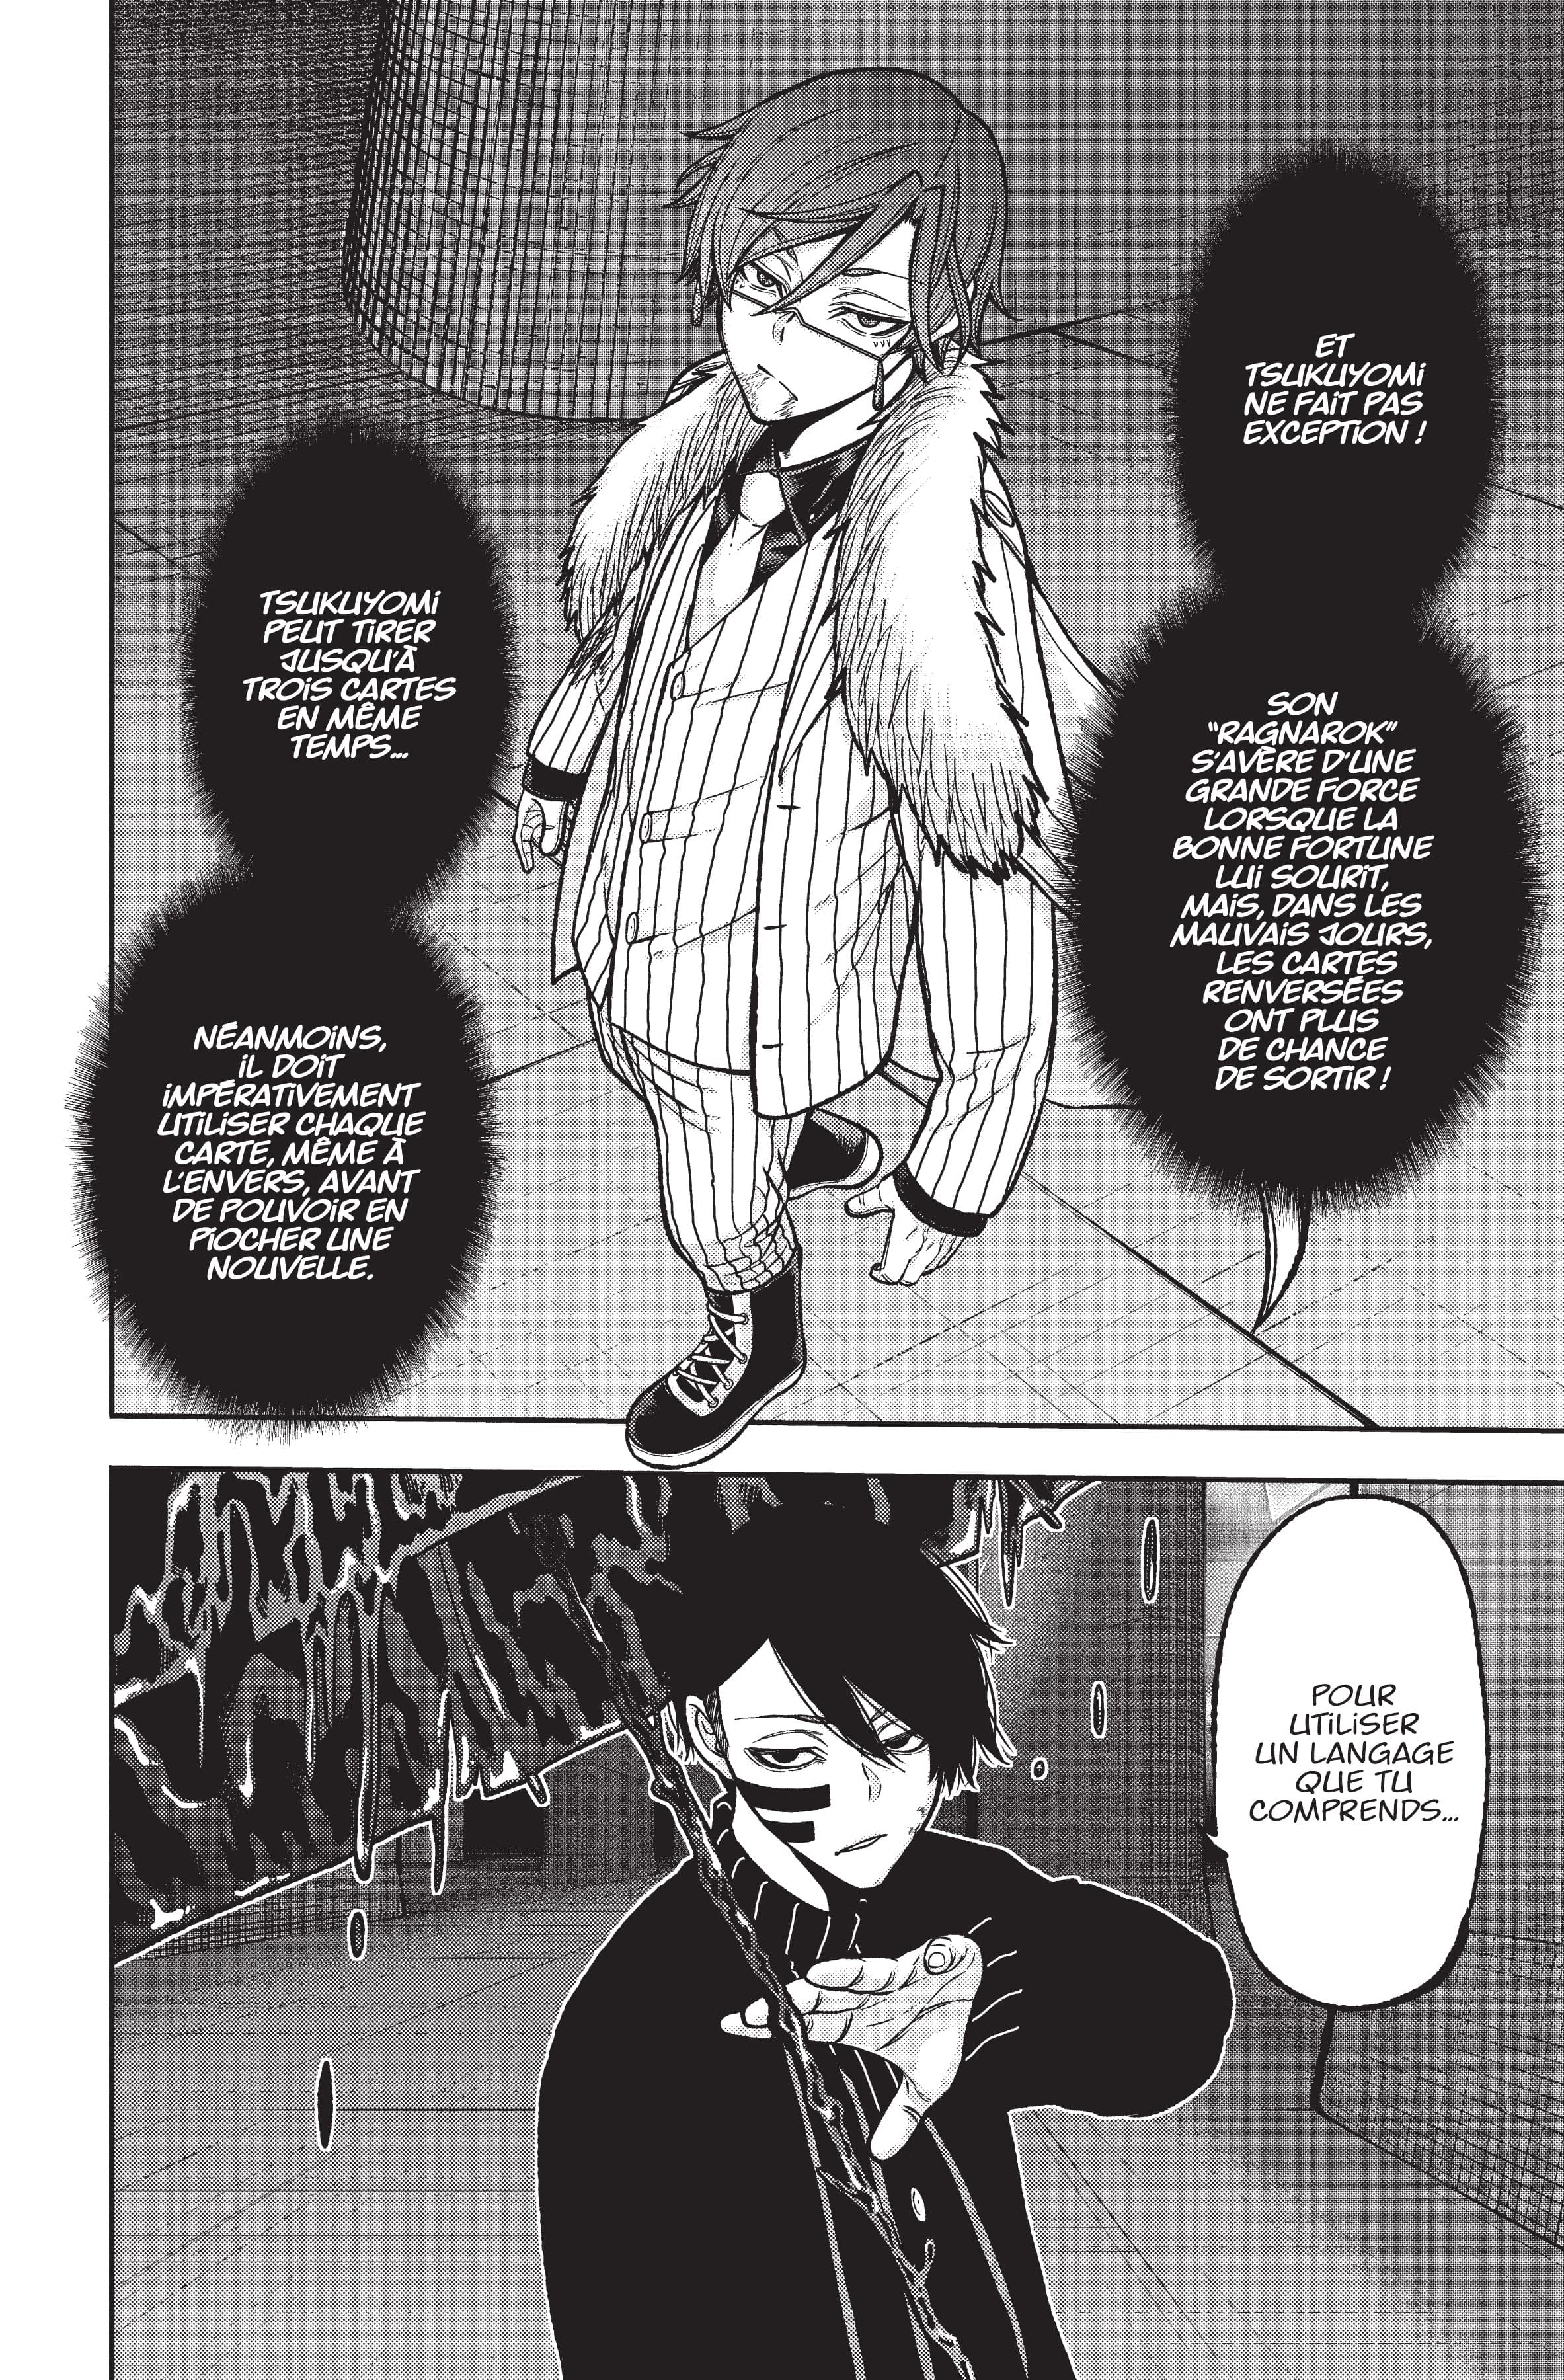 ET
TSUKUYOMI
NE FAIT PAS
EXCEPTION !
SON
"RAGNAROK"
S'AVÈRE D'UNE
GRANDE FORCE
LORSQUE LA
BONNE FORTUNE
LUI SOURIT,
MAIS, DANS LES
MAUVAIS JOURS,
LES CARTES
RENVERSÉES
ONT PLUS
DE CHANCE
DE SORTIR !
TSUKUYOMI
PEUT TIRER
JUSQU'À
TROIS CARTES
EN MÊME
TEMPS...
NÉANMOINS,
IL DOIT
IMPÉRATIVEMENT
UTILISER CHAQUE
CARTE, MÊME À
L'ENVERS, AVANT
DE POUVOIR EN
PIOCHER UNE
NOUVELLE.
POUR
UTILISER
UN LANGAGE
QUE TU
COMPRENDS...